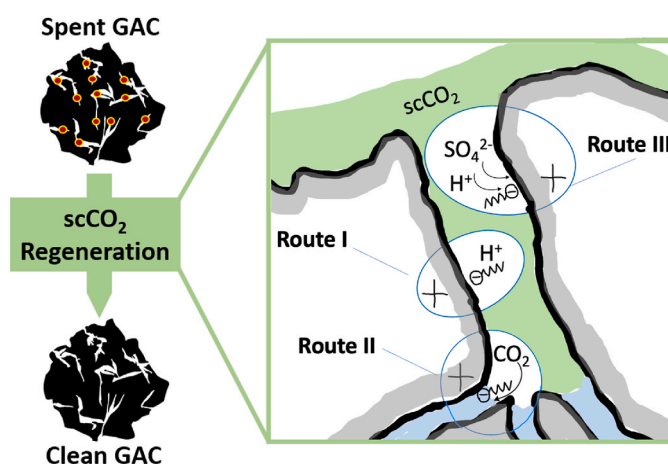 Spent GAC
scCO₂
Regeneration
Clean GAC
scCO₂
SO₄²⁻
H⁺
Route III
Route I
H⁺
Route II
CO₂